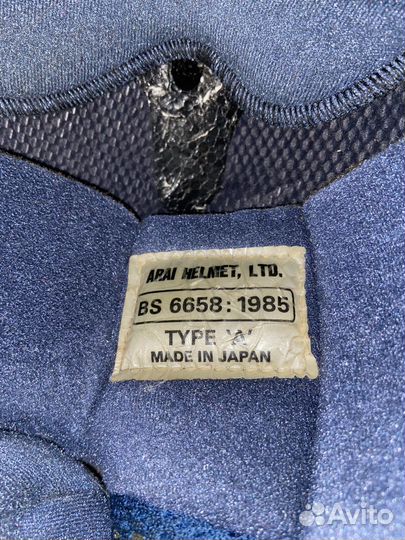 ARAI HELMET, LTD.
BS 6658:1985
TYPE 'A'
MADE IN JAPAN
Avito